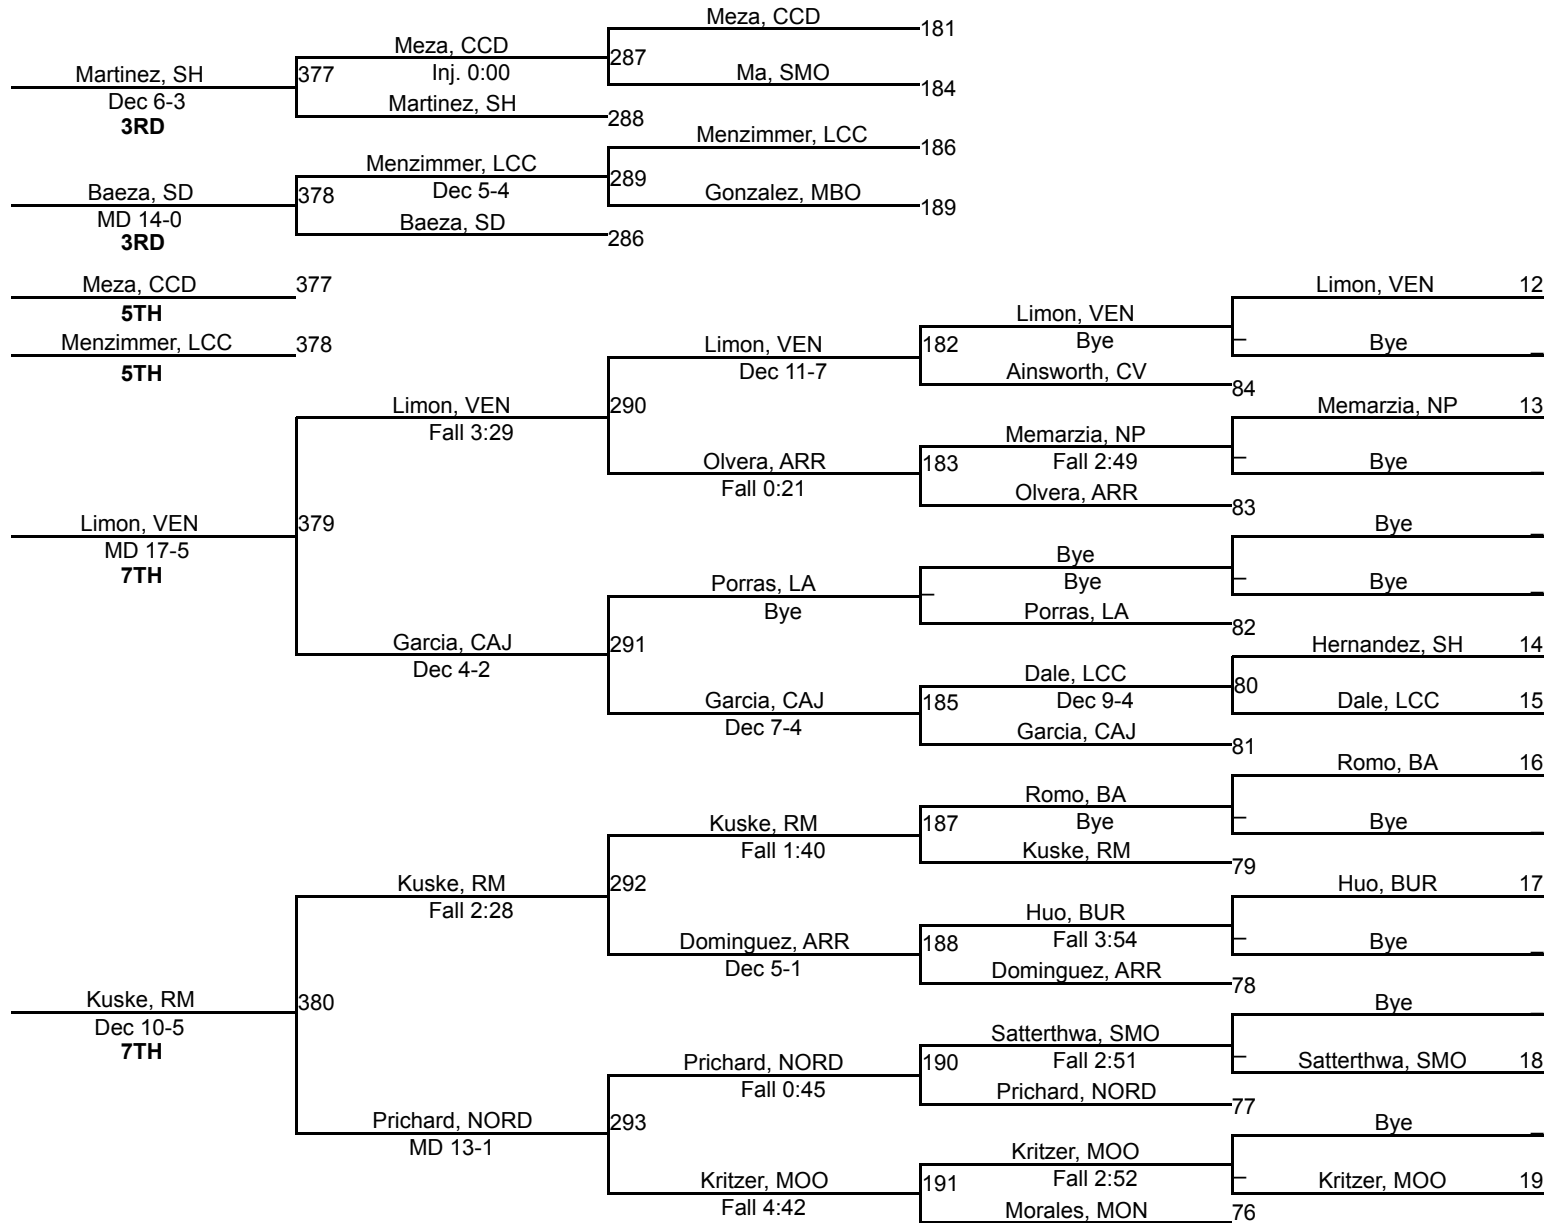 Meza, CCD
181
Meza, CCD
287
Martinez, SH
377
Inj. 0:00
Ma, SMO
184
Dec 6-3
Martinez, SH
288
3RD
Menzimmer, LCC
186
Menzimmer, LCC
289
Baeza, SD
378
Dec 5-4
Gonzalez, MBO
189
MD 14-0
Baeza, SD
286
3RD
Meza, CCD
377
Limon, VEN
12
5TH
Limon, VEN
Menzimmer, LCC
378
Limon, VEN
182
Bye
_
Bye
_
5TH
Dec 11-7
Ainsworth, CV
84
Limon, VEN
290
Memarzia, NP
13
Fall 3:29
Memarzia, NP
Olvera, ARR
183
Fall 2:49
_
Bye
_
Fall 0:21
Olvera, ARR
83
Limon, VEN
379
Bye
_
MD 17-5
Bye
7TH
Porras, LA
_
Bye
_
Bye
_
Bye
Porras, LA
82
Garcia, CAJ
291
Hernandez, SH
14
Dec 4-2
Dale, LCC
80
Garcia, CAJ
185
Dec 9-4
Dale, LCC
15
Dec 7-4
Garcia, CAJ
81
Romo, BA
16
Romo, BA
Kuske, RM
187
Bye
_
Bye
_
Fall 1:40
Kuske, RM
79
Kuske, RM
292
Huo, BUR
17
Fall 2:28
Huo, BUR
Dominguez, ARR
188
Fall 3:54
_
Bye
_
Dec 5-1
Dominguez, ARR
78
Kuske, RM
380
Bye
_
Dec 10-5
Satterthwa, SMO
7TH
Prichard, NORD
190
Fall 2:51
_
Satterthwa, SMO
18
Fall 0:45
Prichard, NORD
77
Prichard, NORD
293
Bye
_
MD 13-1
Kritzer, MOO
Kritzer, MOO
191
Fall 2:52
_
Kritzer, MOO
19
Fall 4:42
Morales, MON
76